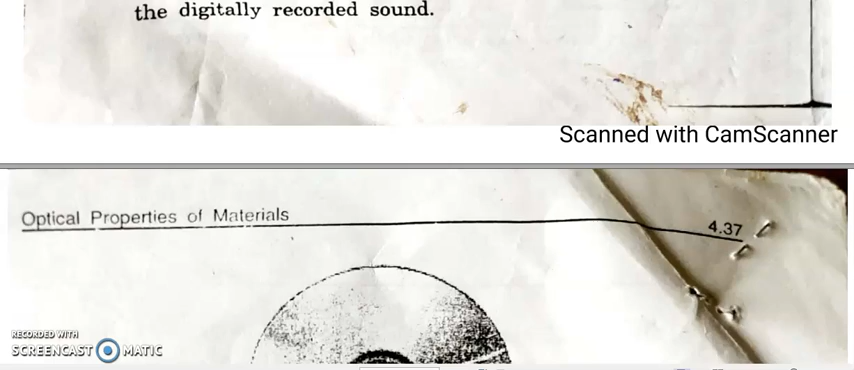 the digitally recorded sound.
Scanned with CamScanner
Optical Properties of Materials
4.37
RECORDED WITH
SCREENCAST MATIC